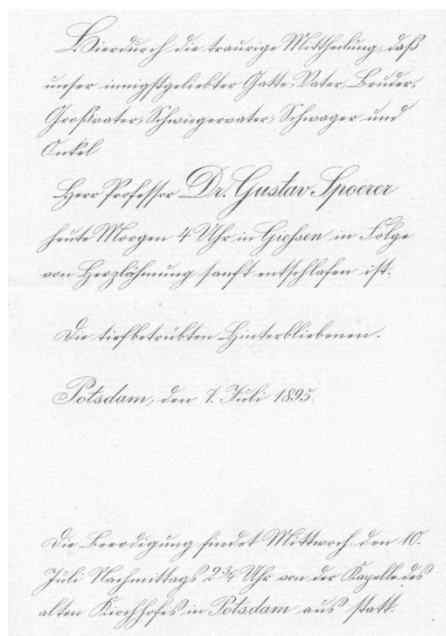 Hierdurch die traurige Mittheilung, daß
unser innigstgeliebter Gatte, Vater, Bruder,
Großvater, Schwiegervater, Schwager und
Onkel
Herr Professor Dr. Gustav Spoerer
heute Morgen 4 Uhr in Giessen in Folge
von Herzlähmung sanft entschlafen ist.
Die tiefbetrübten Hinterbliebenen.
Potsdam, den 7. Juli 1895.
Die Beerdigung findet Mittwoch den 10.
Juli Nachmittags 2 3/4 Uhr von der Kapelle des
alten Kirchhofes in Potsdam aus statt.